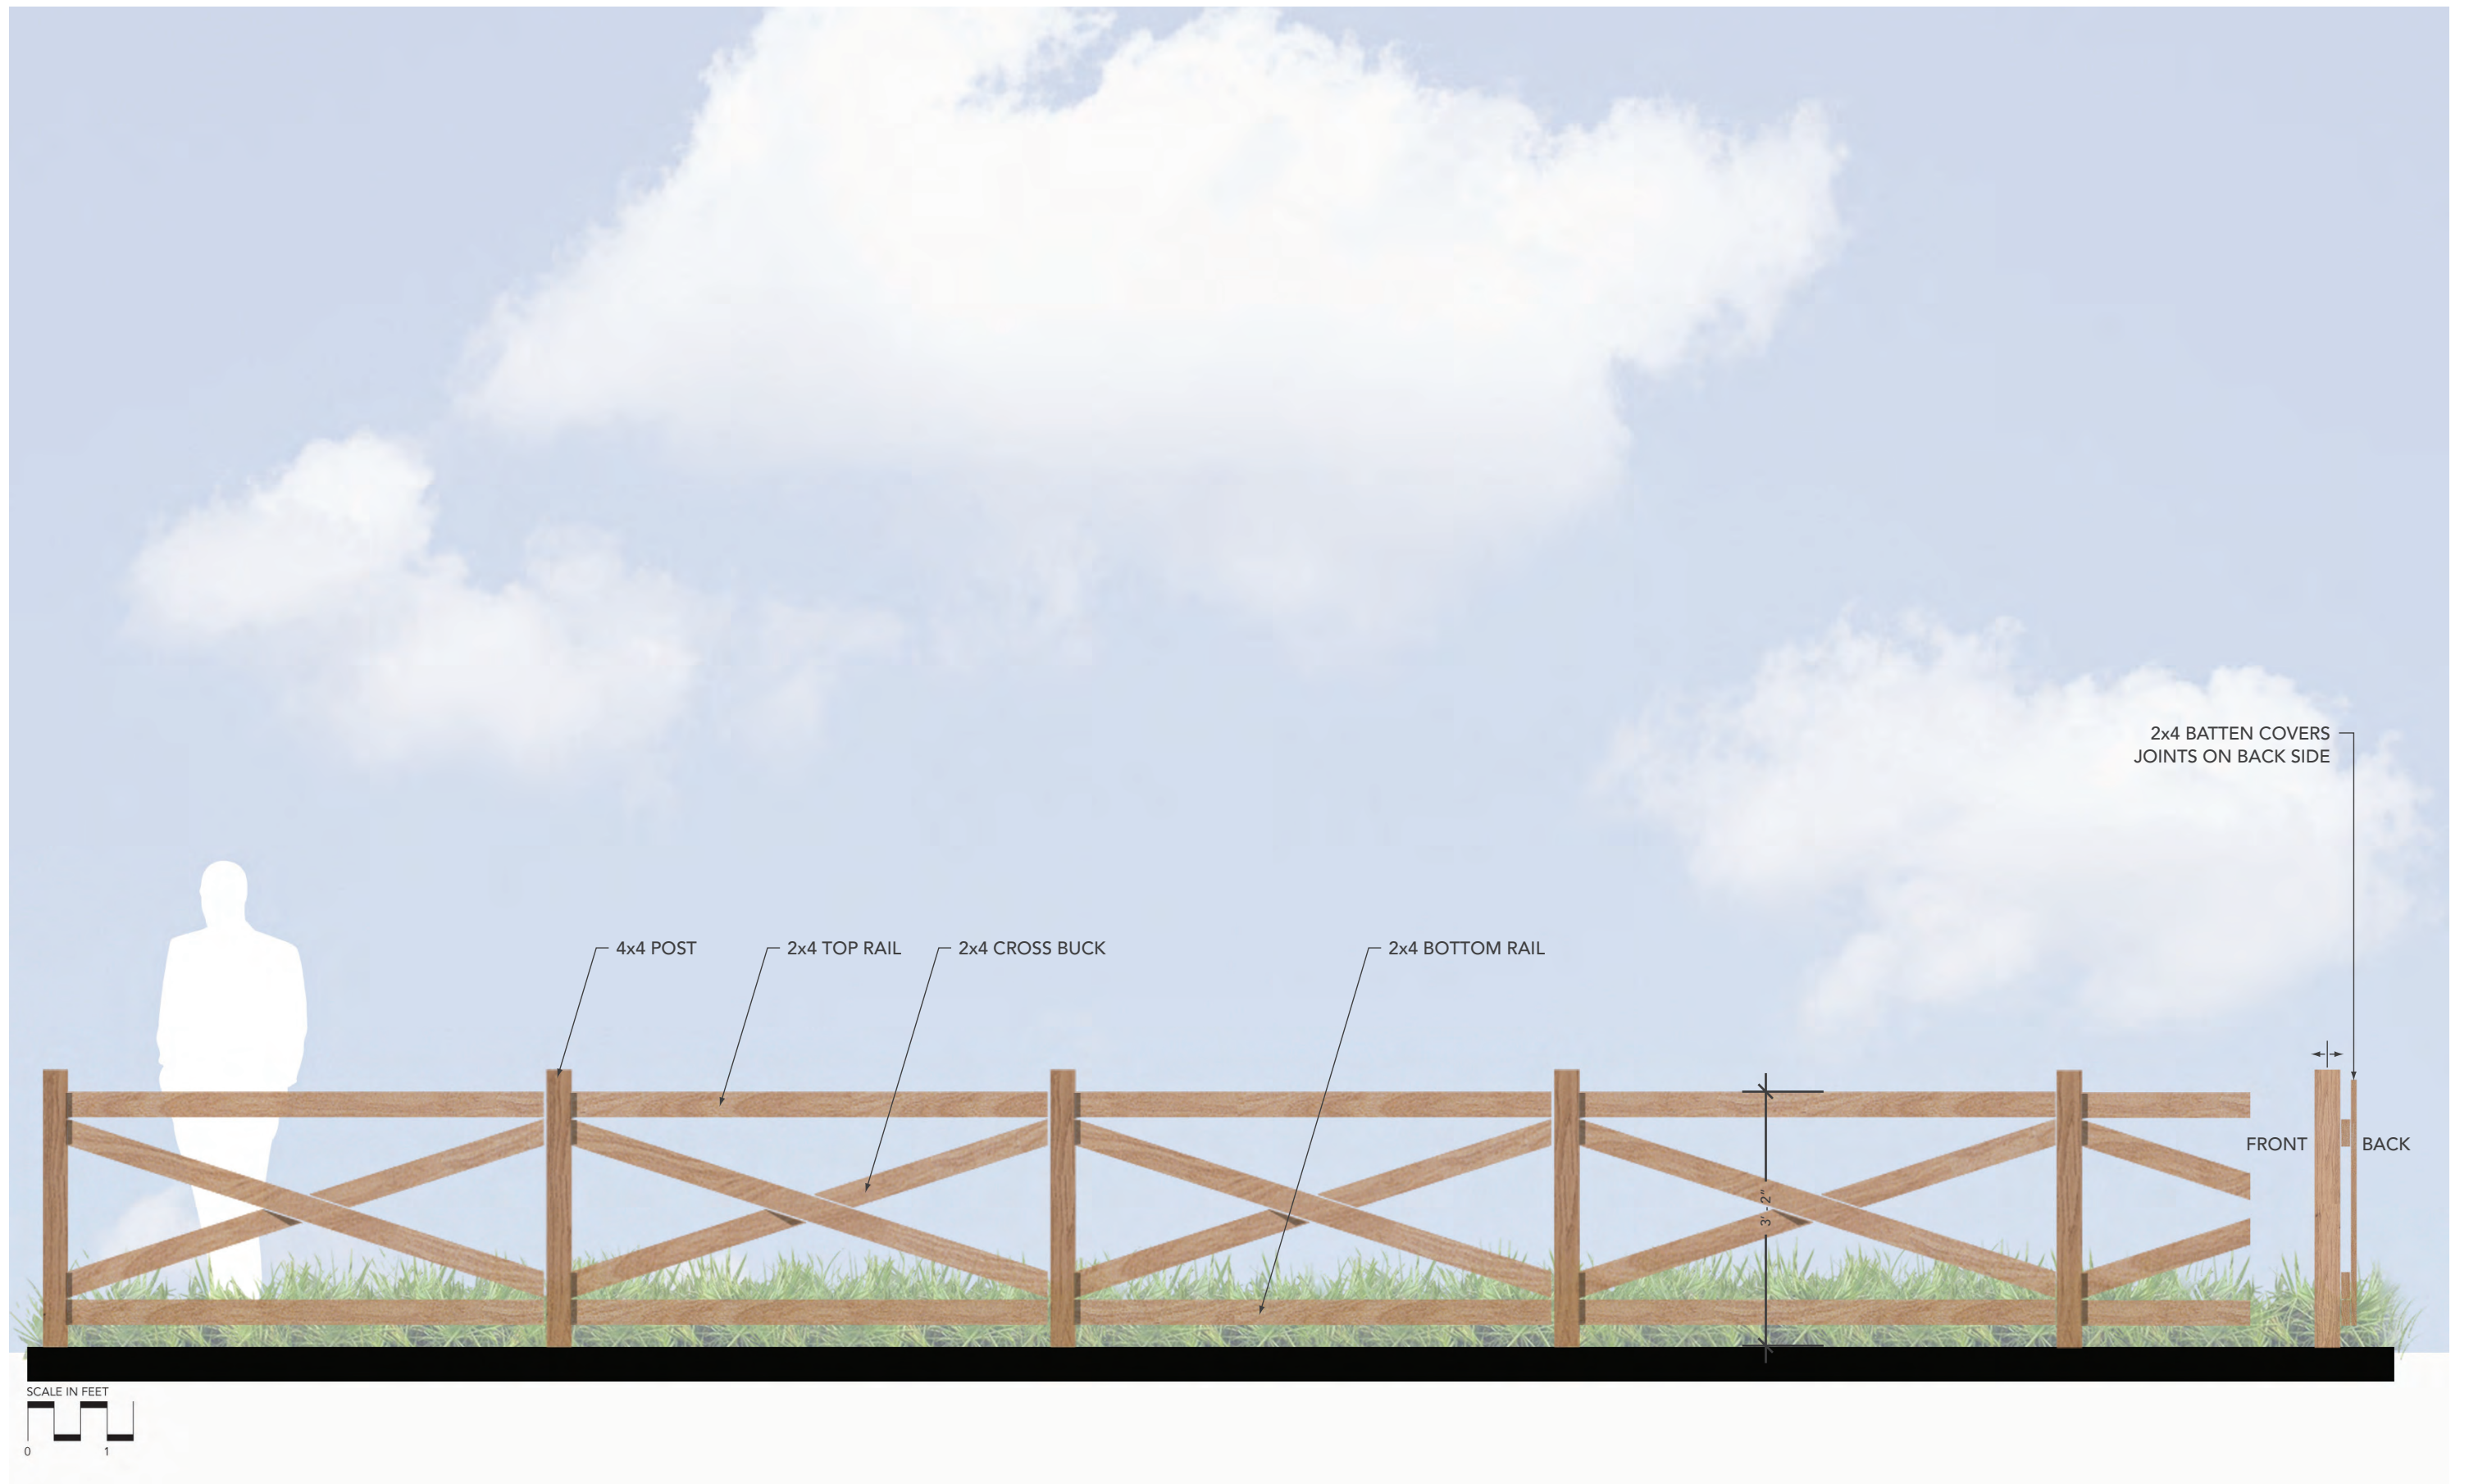 2x4 BATTEN COVERS
JOINTS ON BACK SIDE
4x4 POST
2x4 TOP RAIL
2x4 CROSS BUCK
2x4 BOTTOM RAIL
FRONT
BACK
3'-2"
SCALE IN FEET
0 1